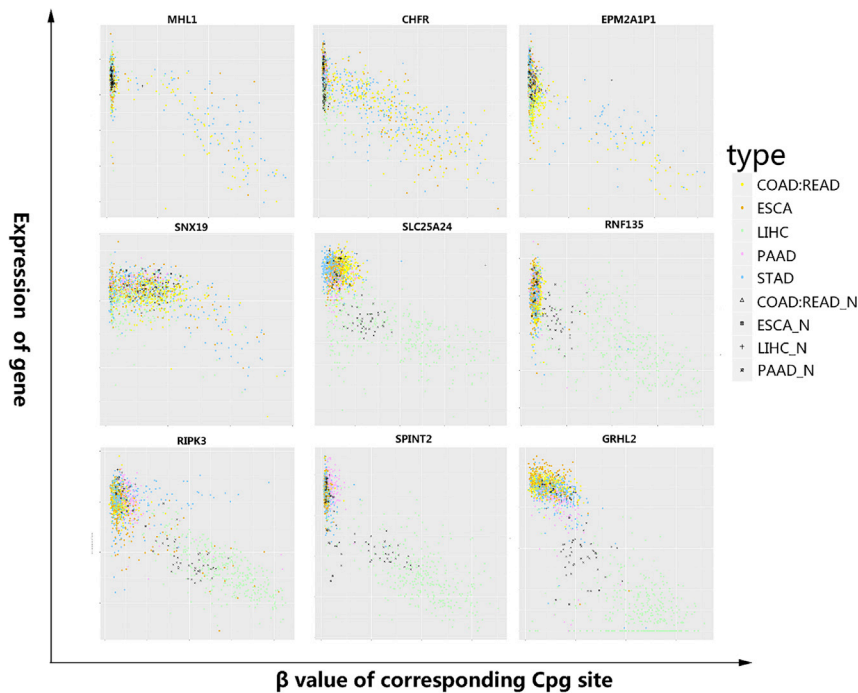 MHL1
CHFR
EPM2A1P1
SNX19
SLC25A24
RNF135
RIPK3
SPINT2
GRHL2
Expression of gene
β value of corresponding Cpg site
type
COAD:READ
ESCA
LIHC
PAAD
STAD
COAD:READ_N
ESCA_N
LIHC_N
PAAD_N